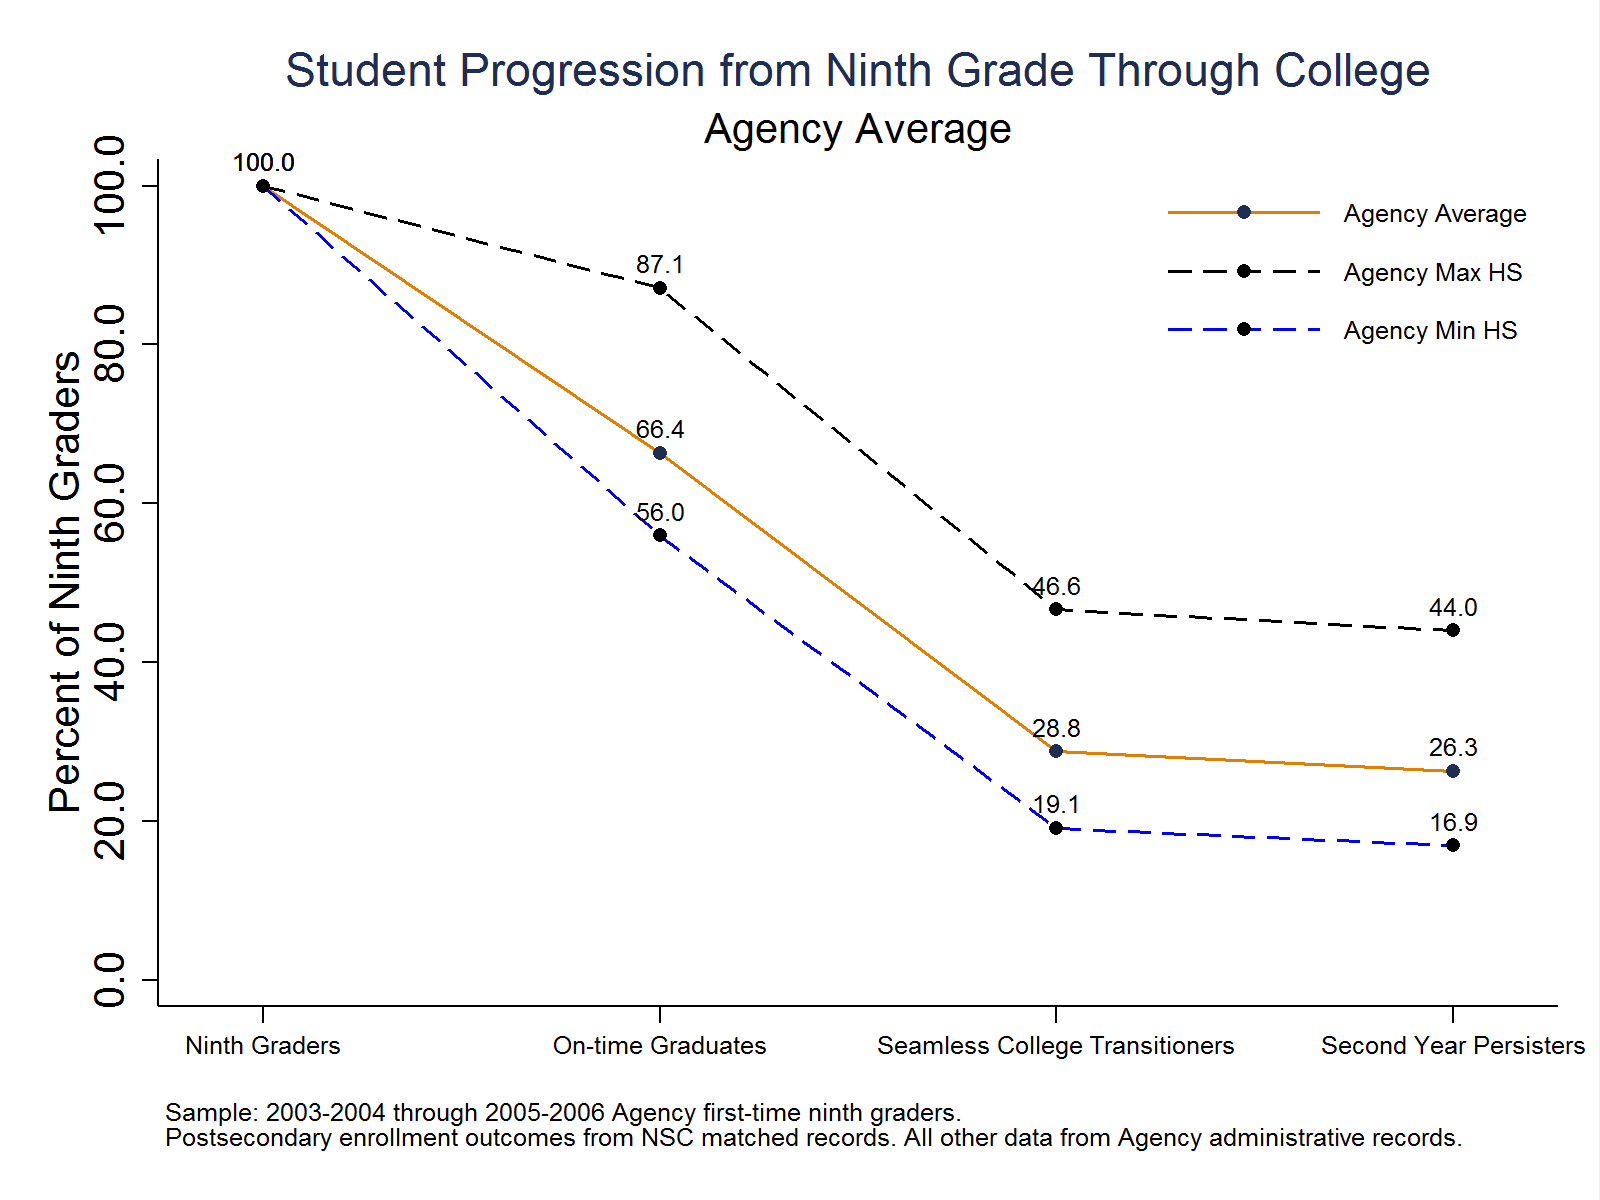 Student Progression from Ninth Grade Through College
Agency Average
Percent of Ninth Graders
100.0
80.0
60.0
40.0
20.0
0.0
100.0
87.1
66.4
56.0
46.6
28.8
19.1
44.0
26.3
16.9
Agency Average
Agency Max HS
Agency Min HS
Ninth Graders
On-time Graduates
Seamless College Transitioners
Second Year Persisters
Sample: 2003-2004 through 2005-2006 Agency first-time ninth graders.
Postsecondary enrollment outcomes from NSC matched records. All other data from Agency administrative records.